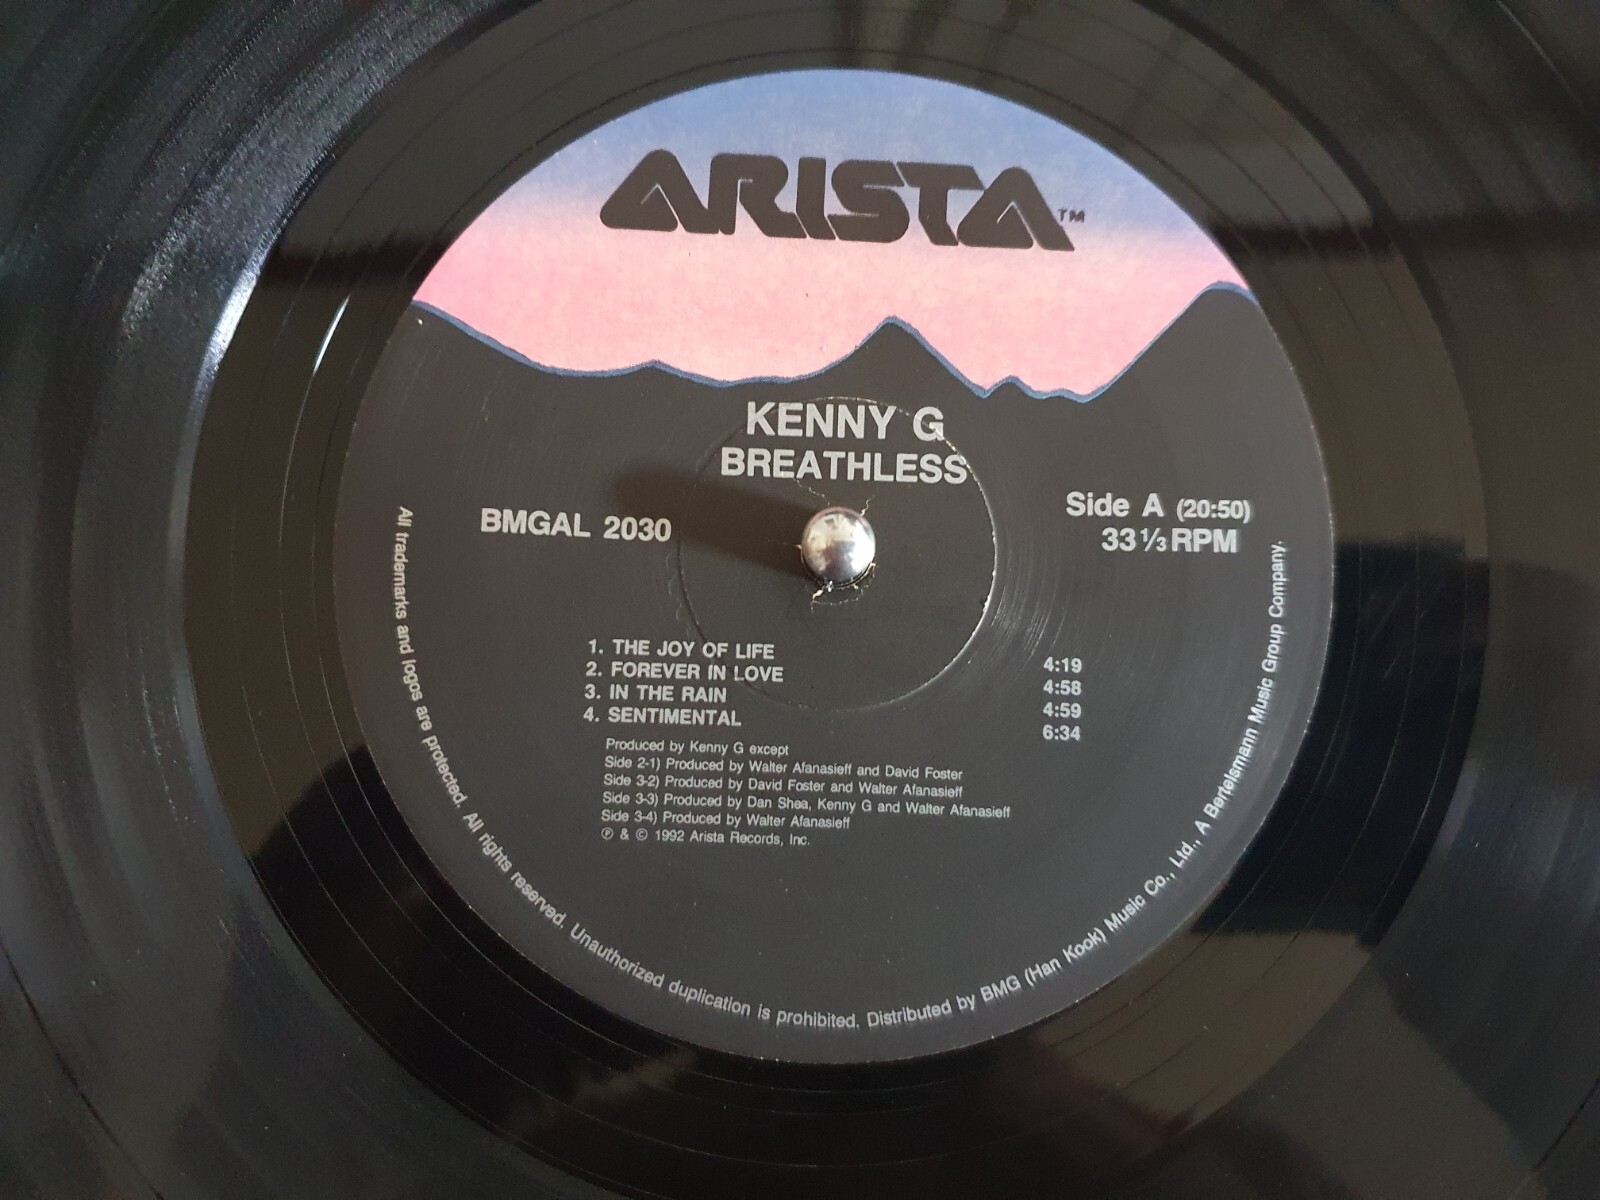 ARISTA™
KENNY G
BREATHLESS
BMGAL 2030
Side A (20:50)
33⅓ RPM
1. THE JOY OF LIFE 4:19
2. FOREVER IN LOVE 4:58
3. IN THE RAIN 4:59
4. SENTIMENTAL 6:34
Produced by Kenny G except
Side 2-1) Produced by Walter Afanasieff and David Foster
Side 3-2) Produced by David Foster and Walter Afanasieff
Side 3-3) Produced by Dan Shea, Kenny G and Walter Afanasieff
Side 3-4) Produced by Walter Afanasieff
℗ & © 1992 Arista Records, Inc.
All trademarks and logos are protected. All rights reserved. Unauthorized duplication is prohibited. Distributed by BMG (Han Kook) Music Co., Ltd., A Bertelsmann Music Group Company.